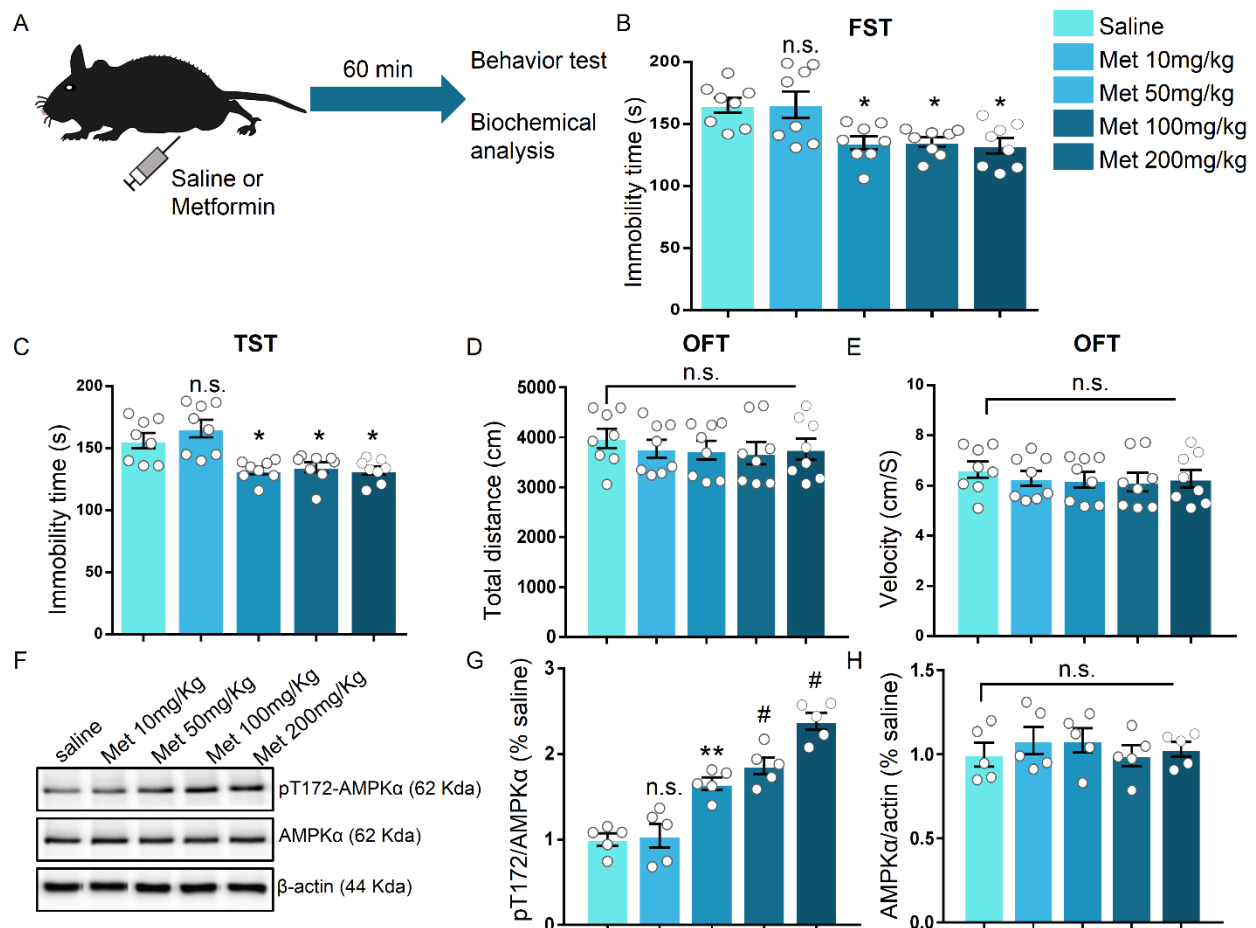 A
60 min
Behavior test
Biochemical
analysis
Saline or
Metformin
B
FST
n.s.
*
*
*
Immobility time (s)
200
150
100
50
0
Saline
Met 10mg/kg
Met 50mg/kg
Met 100mg/kg
Met 200mg/kg
C
TST
n.s.
*
*
*
Immobility time (s)
200
150
100
50
0
D
OFT
n.s.
Total distance (cm)
5000
4000
3000
2000
1000
0
E
OFT
n.s.
Velocity (cm/S)
10
8
6
4
2
0
F
saline
Met 10mg/Kg
Met 50mg/Kg
Met 100mg/Kg
Met 200mg/Kg
pT172-AMPKα (62 Kda)
AMPKα (62 Kda)
β-actin (44 Kda)
G
n.s.
**
#
#
pT172/AMPKα (% saline)
3
2
1
0
H
n.s.
AMPKα/actin (% saline)
1.5
1.0
0.5
0.0